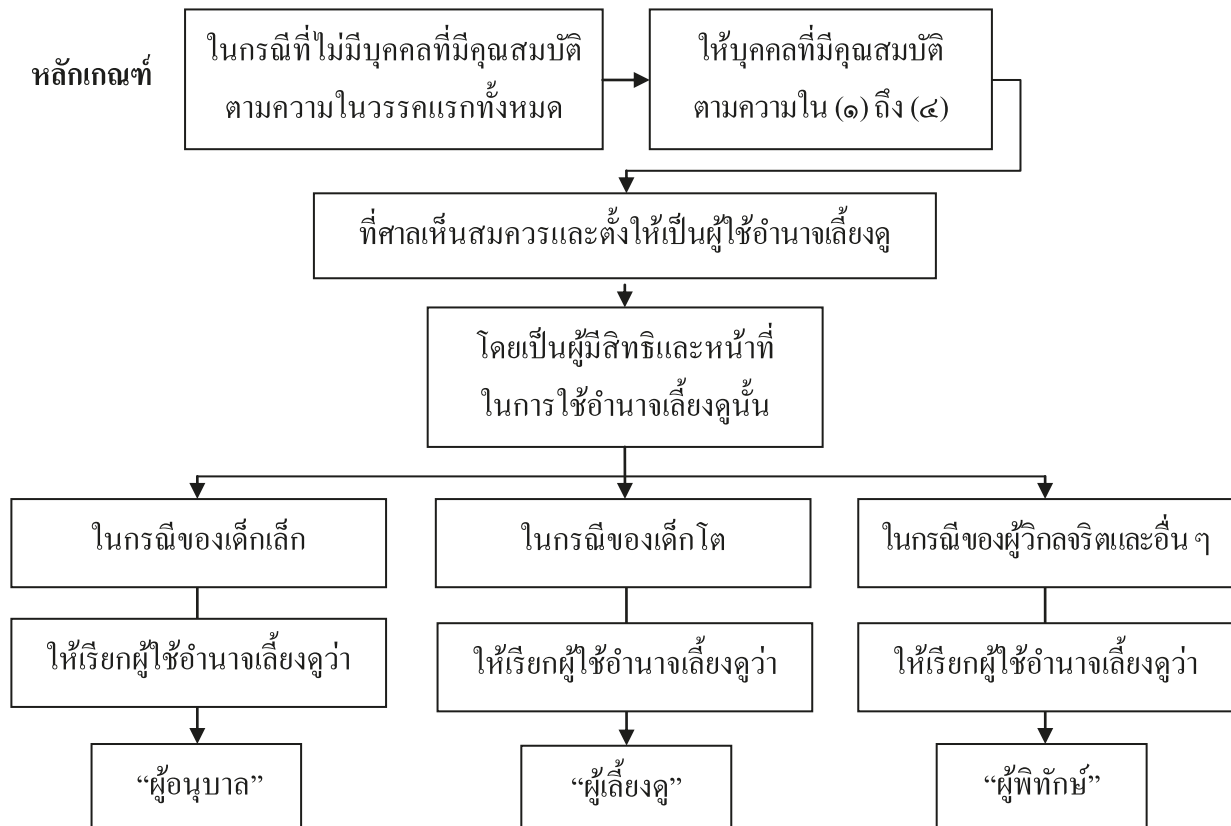 หลักเกณฑ์
ในกรณีที่ไม่มีบุคคลที่มีคุณสมบัติ
ตามความในวรรคแรกทั้งหมด
ให้บุคคลที่มีคุณสมบัติ
ตามความใน (๑) ถึง (๔)
ที่ศาลเห็นสมควรและตั้งให้เป็นผู้ใช้อำนาจเลี้ยงดู
โดยเป็นผู้มีสิทธิและหน้าที่
ในการใช้อำนาจเลี้ยงดูนั้น
ในกรณีของเด็กเล็ก
ในกรณีของเด็กโต
ในกรณีของผู้วิกลจริตและอื่น ๆ
ให้เรียกผู้ใช้อำนาจเลี้ยงดูว่า
ให้เรียกผู้ใช้อำนาจเลี้ยงดูว่า
ให้เรียกผู้ใช้อำนาจเลี้ยงดูว่า
“ผู้อนุบาล”
“ผู้เลี้ยงดู”
“ผู้พิทักษ์”